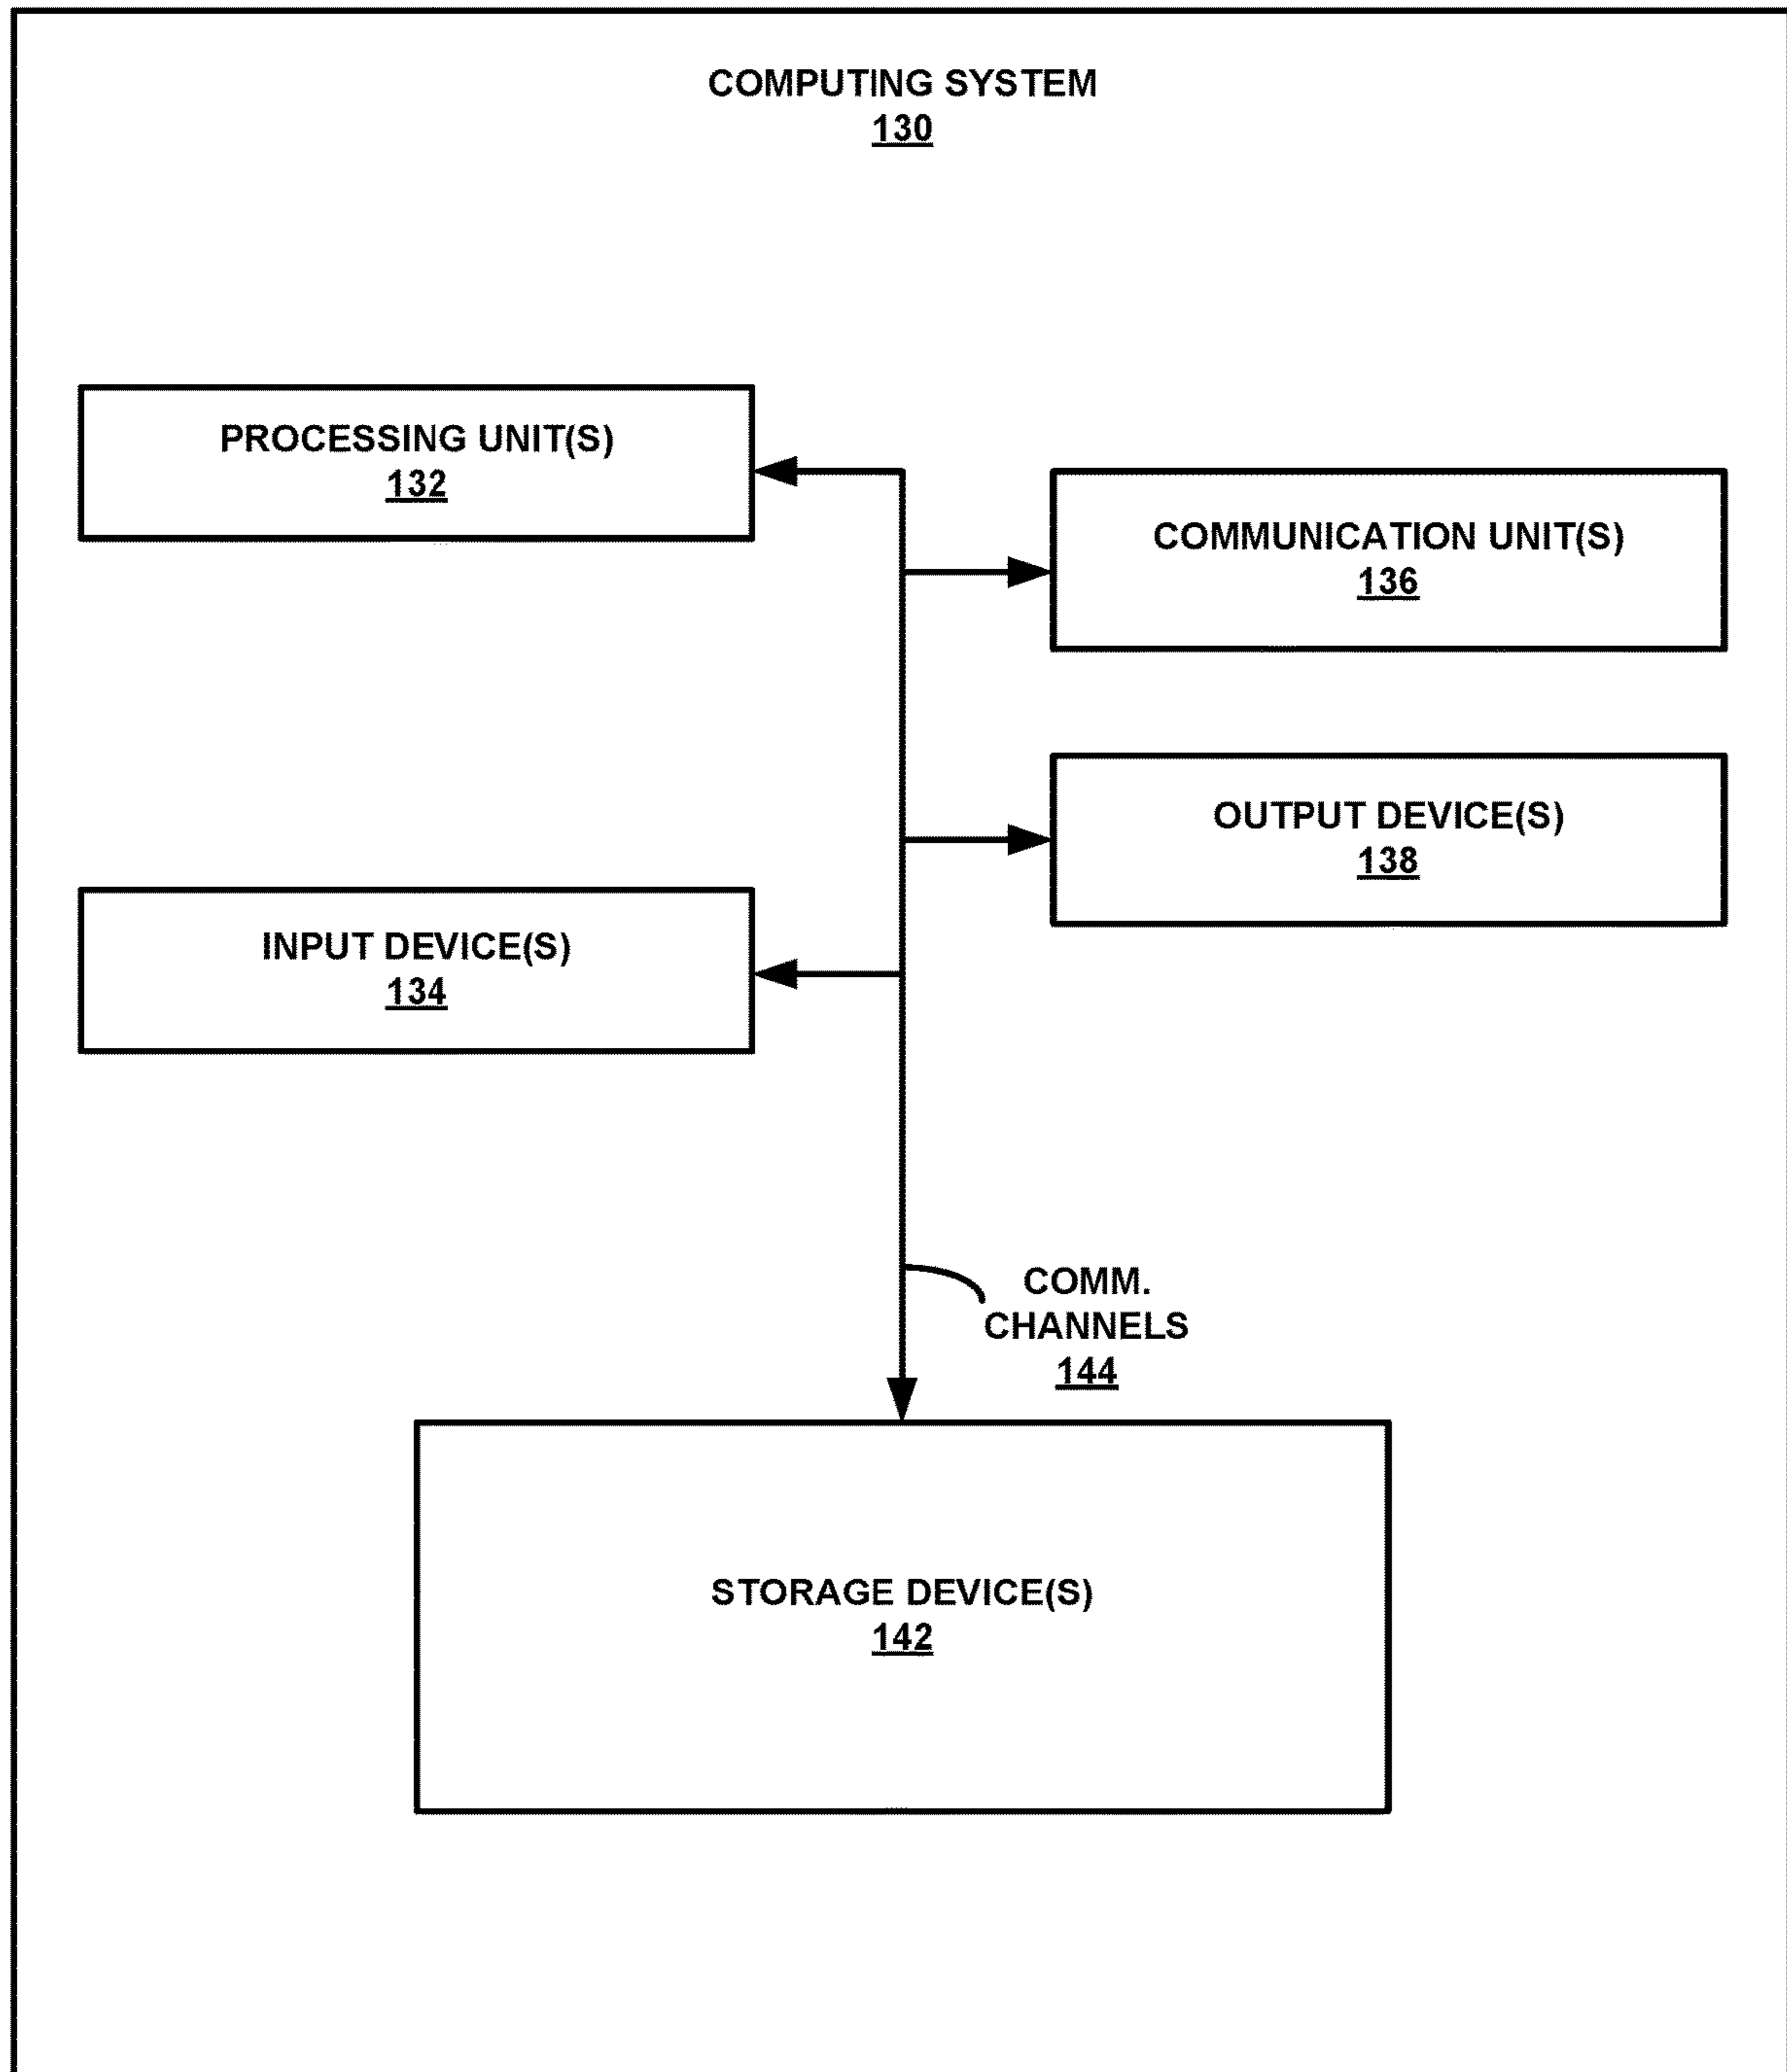 COMPUTING SYSTEM
130
PROCESSING UNIT(S)
132
COMMUNICATION UNIT(S)
136
OUTPUT DEVICE(S)
138
INPUT DEVICE(S)
134
COMM.
CHANNELS
144
STORAGE DEVICE(S)
142